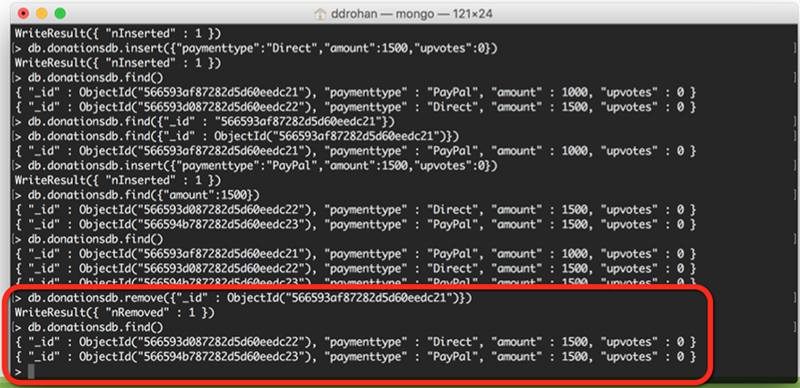 ddrohan — mongo — 121×24
WriteResult({ "nInserted" : 1 })
[> db.donationsdb.insert({"paymenttype":"Direct","amount":1500,"upvotes":0}) ]
WriteResult({ "nInserted" : 1 })
[> db.donationsdb.find() ]
{ "_id" : ObjectId("566593af87282d5d60eedc21"), "paymenttype" : "PayPal", "amount" : 1000, "upvotes" : 0 }
{ "_id" : ObjectId("566593d087282d5d60eedc22"), "paymenttype" : "Direct", "amount" : 1500, "upvotes" : 0 }
[> db.donationsdb.find({"_id" : "566593af87282d5d60eedc21"}) ]
[> db.donationsdb.find({"_id" : ObjectId("566593af87282d5d60eedc21")}) ]
{ "_id" : ObjectId("566593af87282d5d60eedc21"), "paymenttype" : "PayPal", "amount" : 1000, "upvotes" : 0 }
[> db.donationsdb.insert({"paymenttype":"PayPal","amount":1500,"upvotes":0}) ]
WriteResult({ "nInserted" : 1 })
[> db.donationsdb.find({"amount":1500}) ]
{ "_id" : ObjectId("566593d087282d5d60eedc22"), "paymenttype" : "Direct", "amount" : 1500, "upvotes" : 0 }
{ "_id" : ObjectId("566594b787282d5d60eedc23"), "paymenttype" : "PayPal", "amount" : 1500, "upvotes" : 0 }
[> db.donationsdb.find() ]
{ "_id" : ObjectId("566593af87282d5d60eedc21"), "paymenttype" : "PayPal", "amount" : 1000, "upvotes" : 0 }
{ "_id" : ObjectId("566593d087282d5d60eedc22"), "paymenttype" : "Direct", "amount" : 1500, "upvotes" : 0 }
{ "_id" : ObjectId("566594b787282d5d60eedc23"), "paymenttype" : "PayPal", "amount" : 1500, "upvotes" : 0 }
[> db.donationsdb.remove({"_id" : ObjectId("566593af87282d5d60eedc21")}) ]
WriteResult({ "nRemoved" : 1 })
[> db.donationsdb.find() ]
{ "_id" : ObjectId("566593d087282d5d60eedc22"), "paymenttype" : "Direct", "amount" : 1500, "upvotes" : 0 }
{ "_id" : ObjectId("566594b787282d5d60eedc23"), "paymenttype" : "PayPal", "amount" : 1500, "upvotes" : 0 }
>